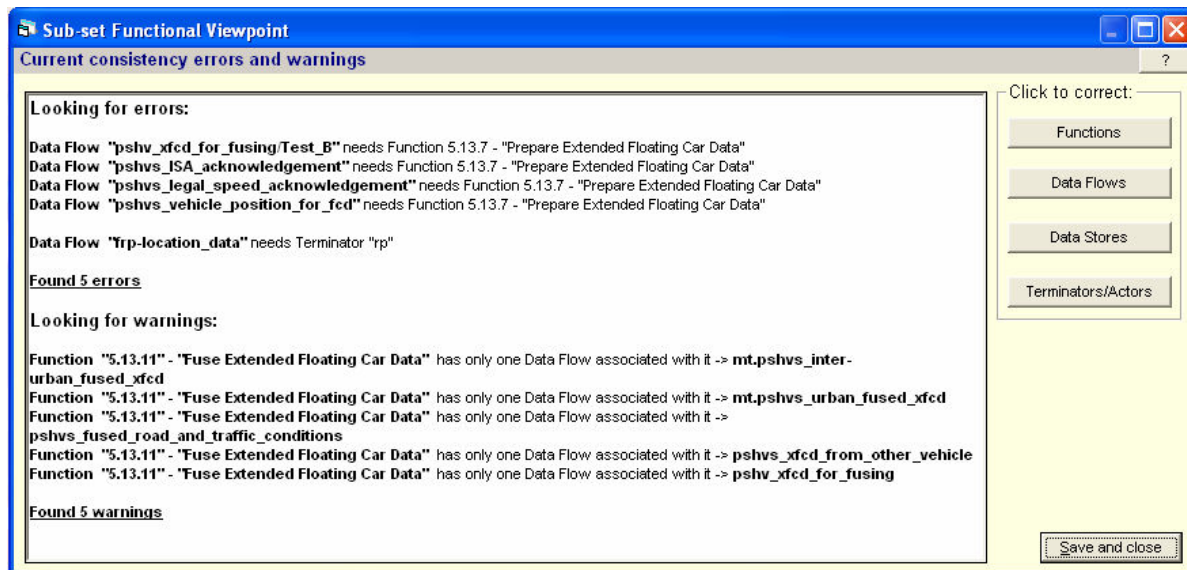 Sub-set Functional Viewpoint
Current consistency errors and warnings
?
Looking for errors:
Data Flow "pshv_xfcd_for_fusing/Test_B" needs Function 5.13.7 - "Prepare Extended Floating Car Data"
Data Flow "pshvs_ISA_acknowledgement" needs Function 5.13.7 - "Prepare Extended Floating Car Data"
Data Flow "pshvs_legal_speed_acknowledgement" needs Function 5.13.7 - "Prepare Extended Floating Car Data"
Data Flow "pshvs_vehicle_position_for_fcd" needs Function 5.13.7 - "Prepare Extended Floating Car Data"
Data Flow "frp-location_data" needs Terminator "rp"
Found 5 errors
Looking for warnings:
Function "5.13.11" - "Fuse Extended Floating Car Data" has only one Data Flow associated with it -> mt.pshvs_inter-
urban_fused_xfcd
Function "5.13.11" - "Fuse Extended Floating Car Data" has only one Data Flow associated with it -> mt.pshvs_urban_fused_xfcd
Function "5.13.11" - "Fuse Extended Floating Car Data" has only one Data Flow associated with it ->
pshvs_fused_road_and_traffic_conditions
Function "5.13.11" - "Fuse Extended Floating Car Data" has only one Data Flow associated with it -> pshvs_xfcd_from_other_vehicle
Function "5.13.11" - "Fuse Extended Floating Car Data" has only one Data Flow associated with it -> pshv_xfcd_for_fusing
Found 5 warnings
Click to correct:
Functions
Data Flows
Data Stores
Terminators/Actors
Save and close